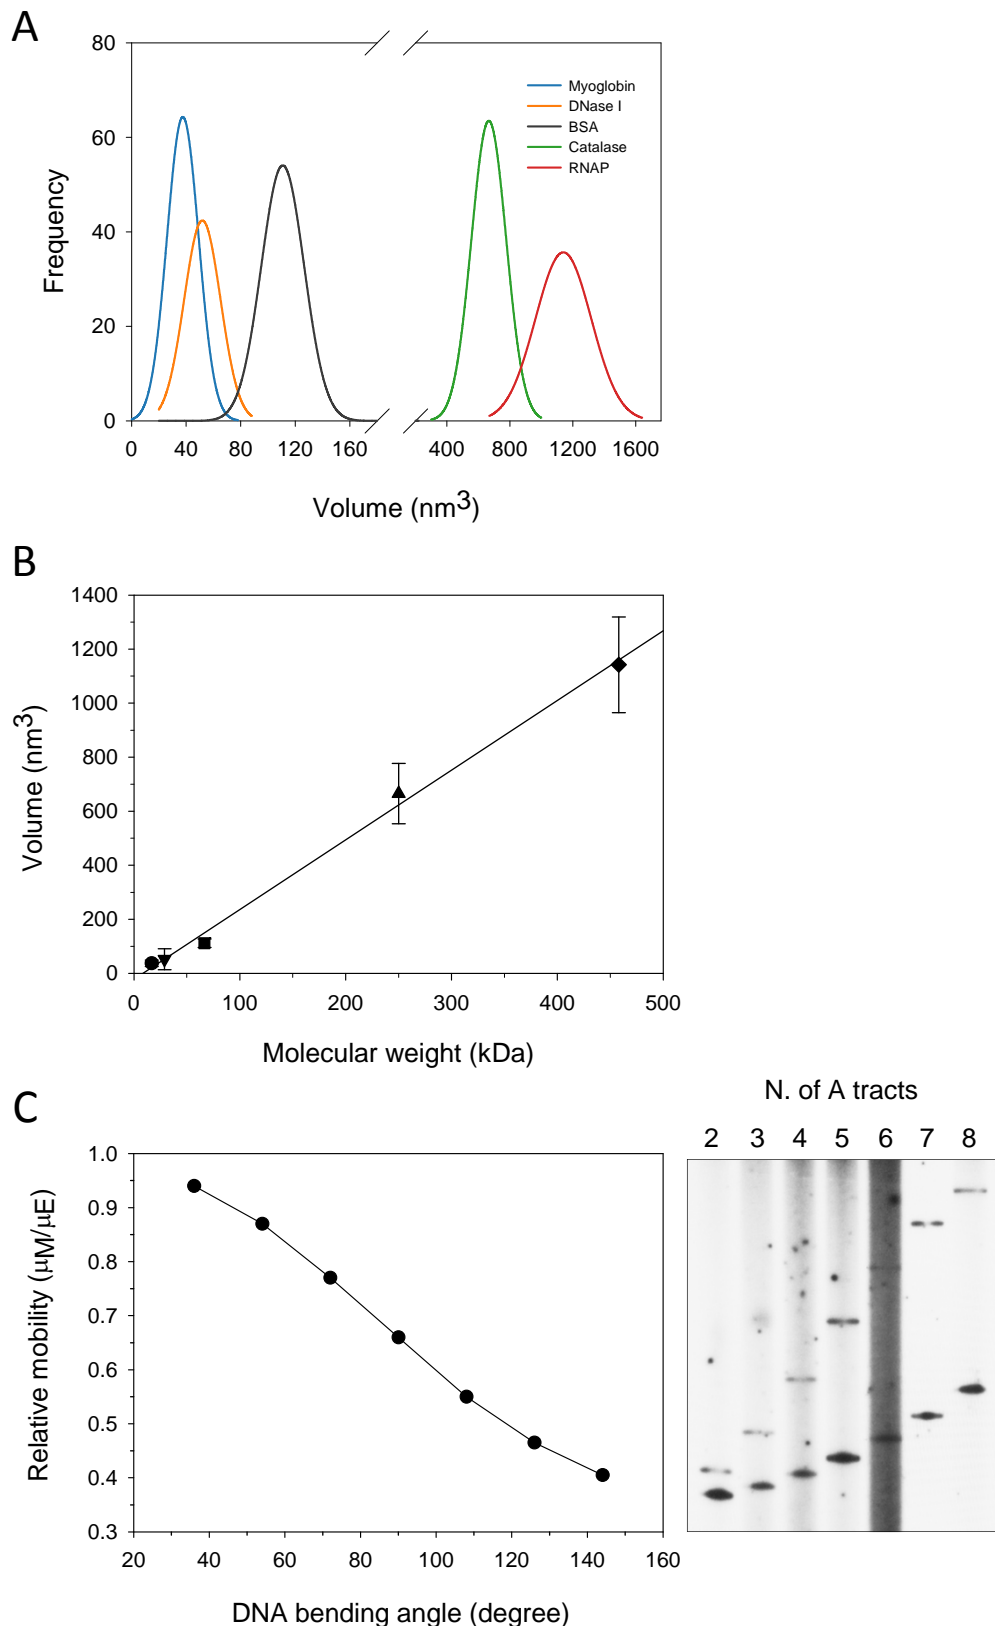 A
80
60
40
20
0
Frequency
Myoglobin
DNase I
BSA
Catalase
RNAP
0 40 80 120 160 400 800 1200 1600
Volume (nm3)
B
1400
1200
1000
800
600
400
200
0
Volume (nm3)
0 100 200 300 400 500
Molecular weight (kDa)
C
1.0
0.9
0.8
0.7
0.6
0.5
0.4
0.3
Relative mobility (μM/μE)
20 40 60 80 100 120 140 160
DNA bending angle (degree)
N. of A tracts
2 3 4 5 6 7 8